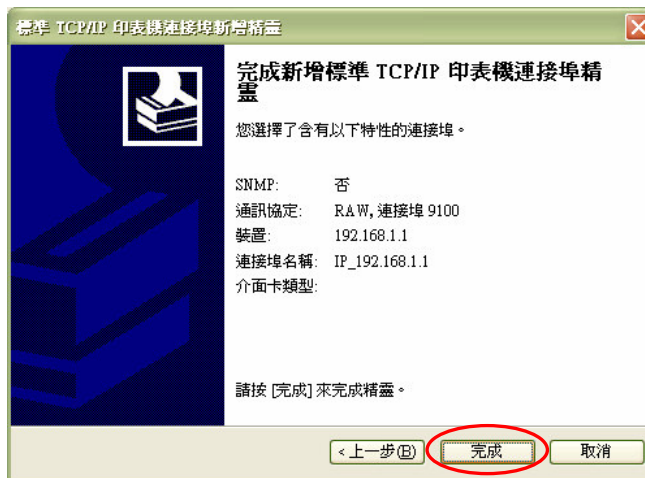 標準 TCP/IP 印表機連接埠新增精靈
完成新增標準 TCP/IP 印表機連接埠精
靈
您選擇了含有以下特性的連接埠。
SNMP: 否
通訊協定: RAW, 連接埠 9100
裝置: 192.168.1.1
連接埠名稱: IP_192.168.1.1
介面卡類型:
請按 [完成] 來完成精靈。
< 上一步(B) 完成 取消